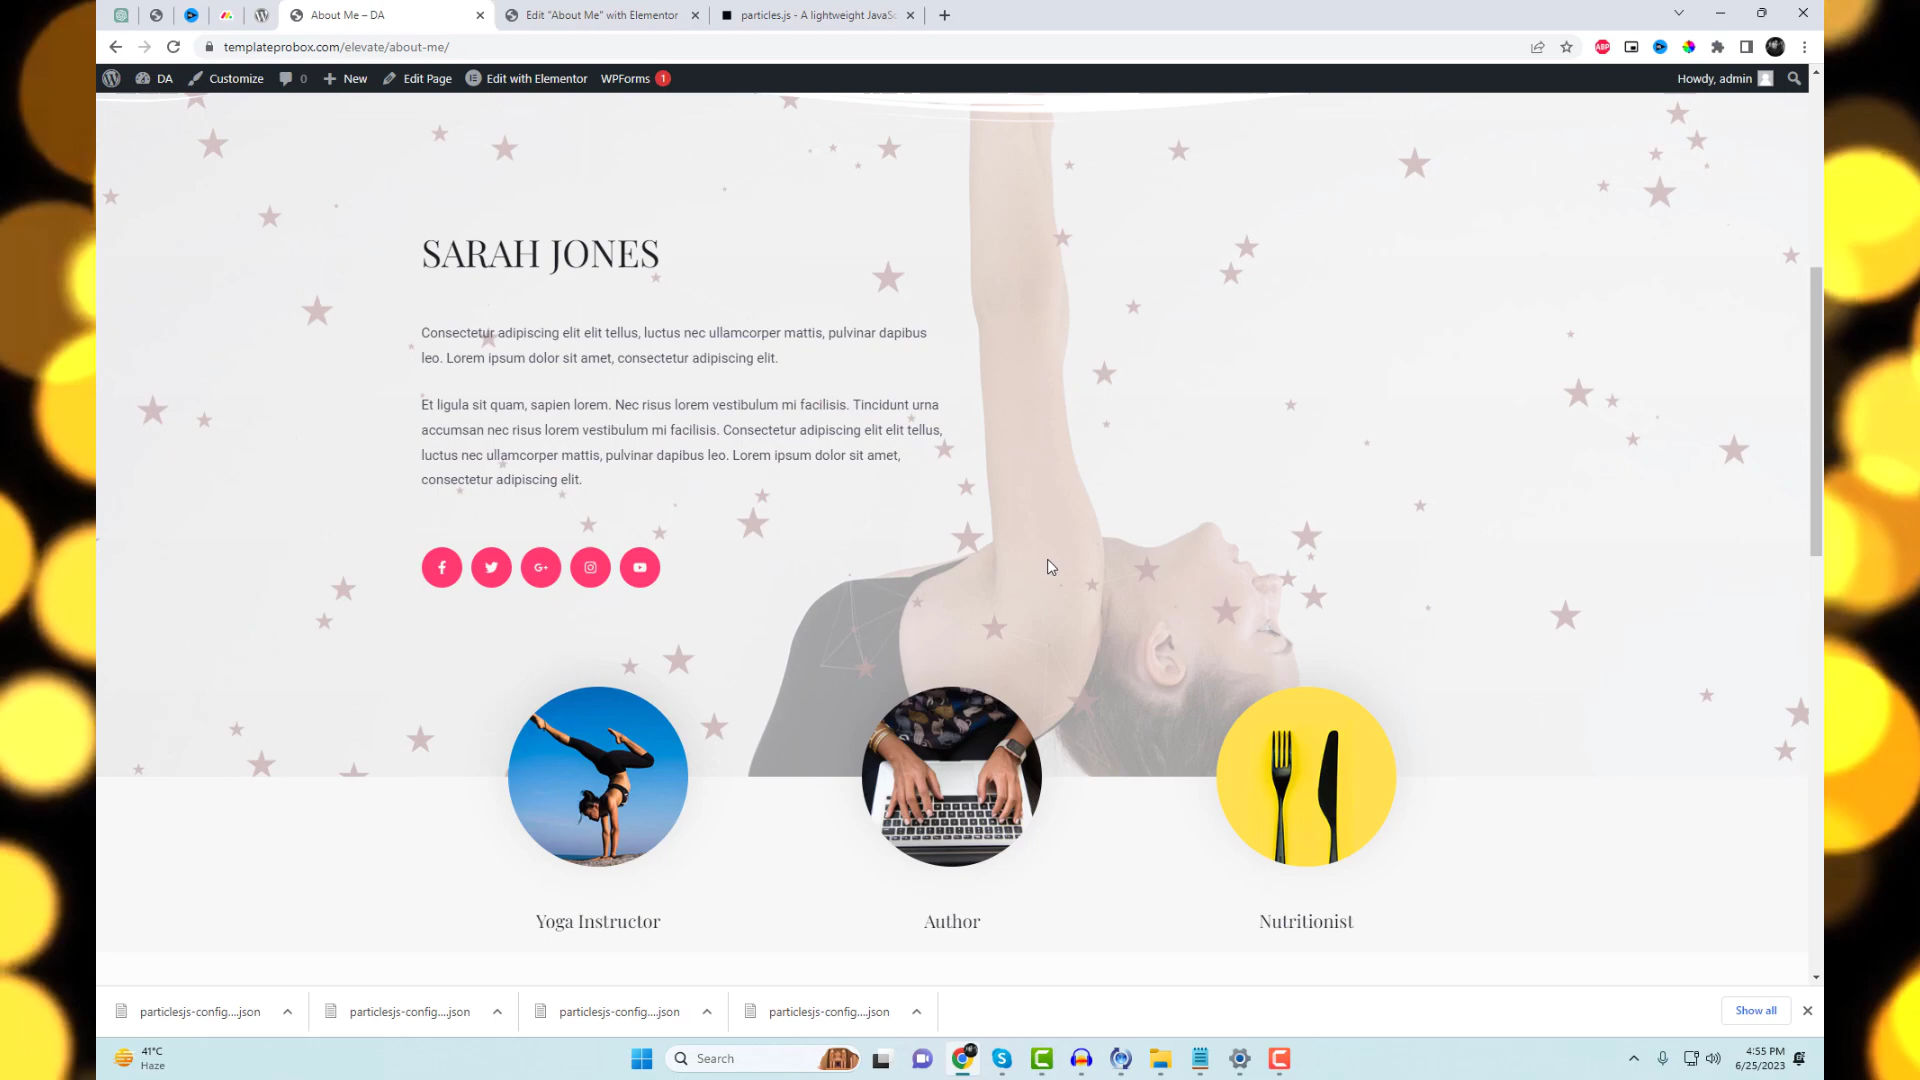 About Me – DA
Edit "About Me" with Elementor
particles.js - A lightweight JavaSc
templateprobox.com/elevate/about-me/
ABP
DA
Customize
0
New
Edit Page
Edit with Elementor
WPForms 1
Howdy, admin
SARAH JONES
Consectetur adipiscing elit elit tellus, luctus nec ullamcorper mattis, pulvinar dapibus
leo. Lorem ipsum dolor sit amet, consectetur adipiscing elit.
Et ligula sit quam, sapien lorem. Nec risus lorem vestibulum mi facilisis. Tincidunt urna
accumsan nec risus lorem vestibulum mi facilisis. Consectetur adipiscing elit elit tellus,
luctus nec ullamcorper mattis, pulvinar dapibus leo. Lorem ipsum dolor sit amet,
consectetur adipiscing elit.
Yoga Instructor
Author
Nutritionist
particlesjs-config....json
particlesjs-config....json
particlesjs-config....json
particlesjs-config....json
Show all
41°C
Haze
Search
4:55 PM
6/25/2023